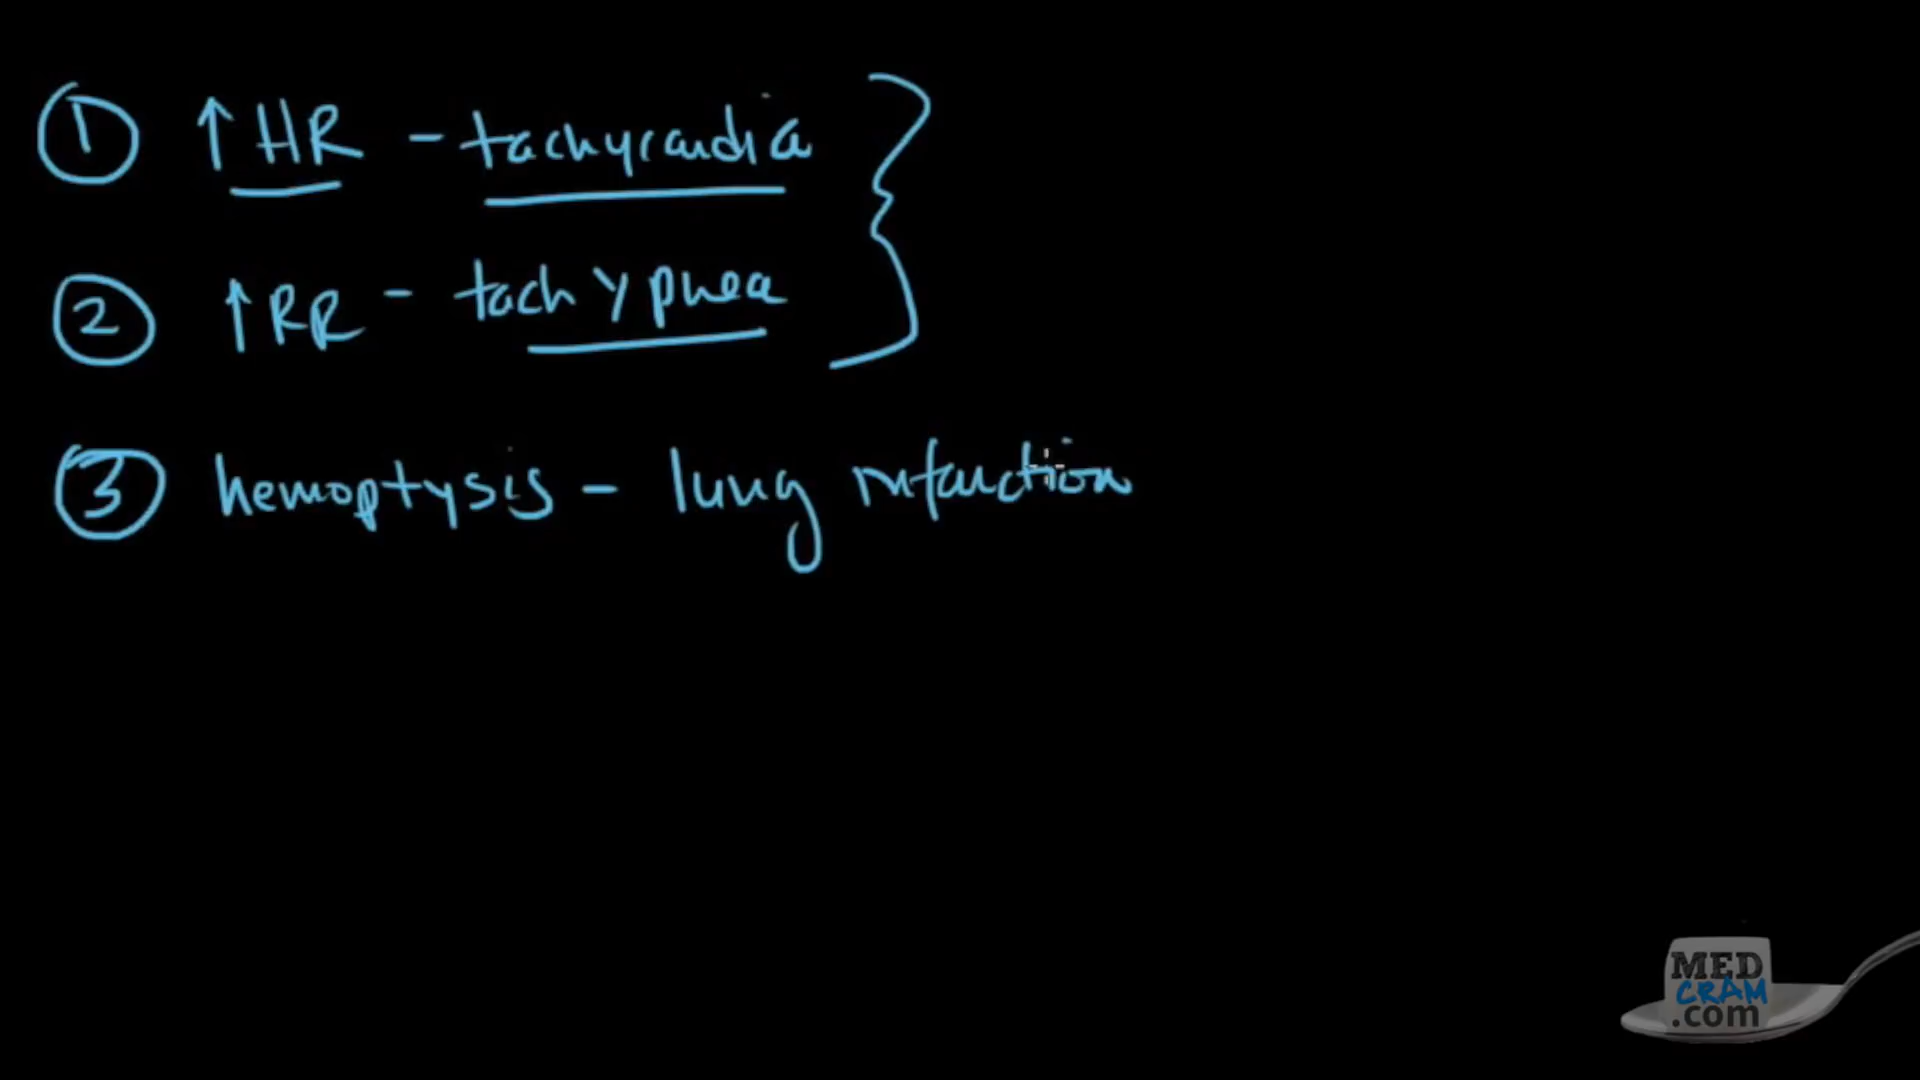 ① ↑ HR - tachycardia
② ↑ RR - tachypnea
③ hemoptysis - lung infarction
MED
CRAM
.com